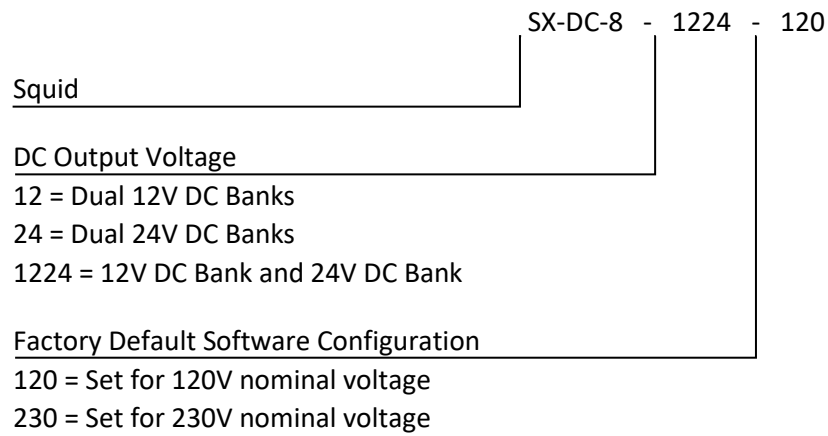 SX-DC-8 - 1224 - 120
Squid
DC Output Voltage
12 = Dual 12V DC Banks
24 = Dual 24V DC Banks
1224 = 12V DC Bank and 24V DC Bank
Factory Default Software Configuration
120 = Set for 120V nominal voltage
230 = Set for 230V nominal voltage